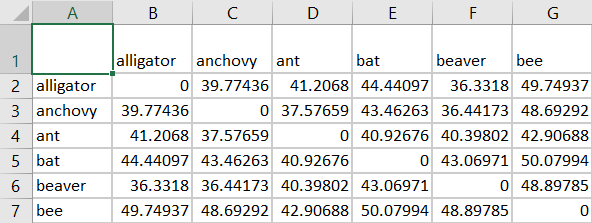 A B C D E F G
1 alligator anchovy ant bat beaver bee
2 alligator 0 39.77436 41.2068 44.44097 36.3318 49.74937
3 anchovy 39.77436 0 37.57659 43.46263 36.44173 48.69292
4 ant 41.2068 37.57659 0 40.92676 40.39802 42.90688
5 bat 44.44097 43.46263 40.92676 0 43.06971 50.07994
6 beaver 36.3318 36.44173 40.39802 43.06971 0 48.89785
7 bee 49.74937 48.69292 42.90688 50.07994 48.89785 0